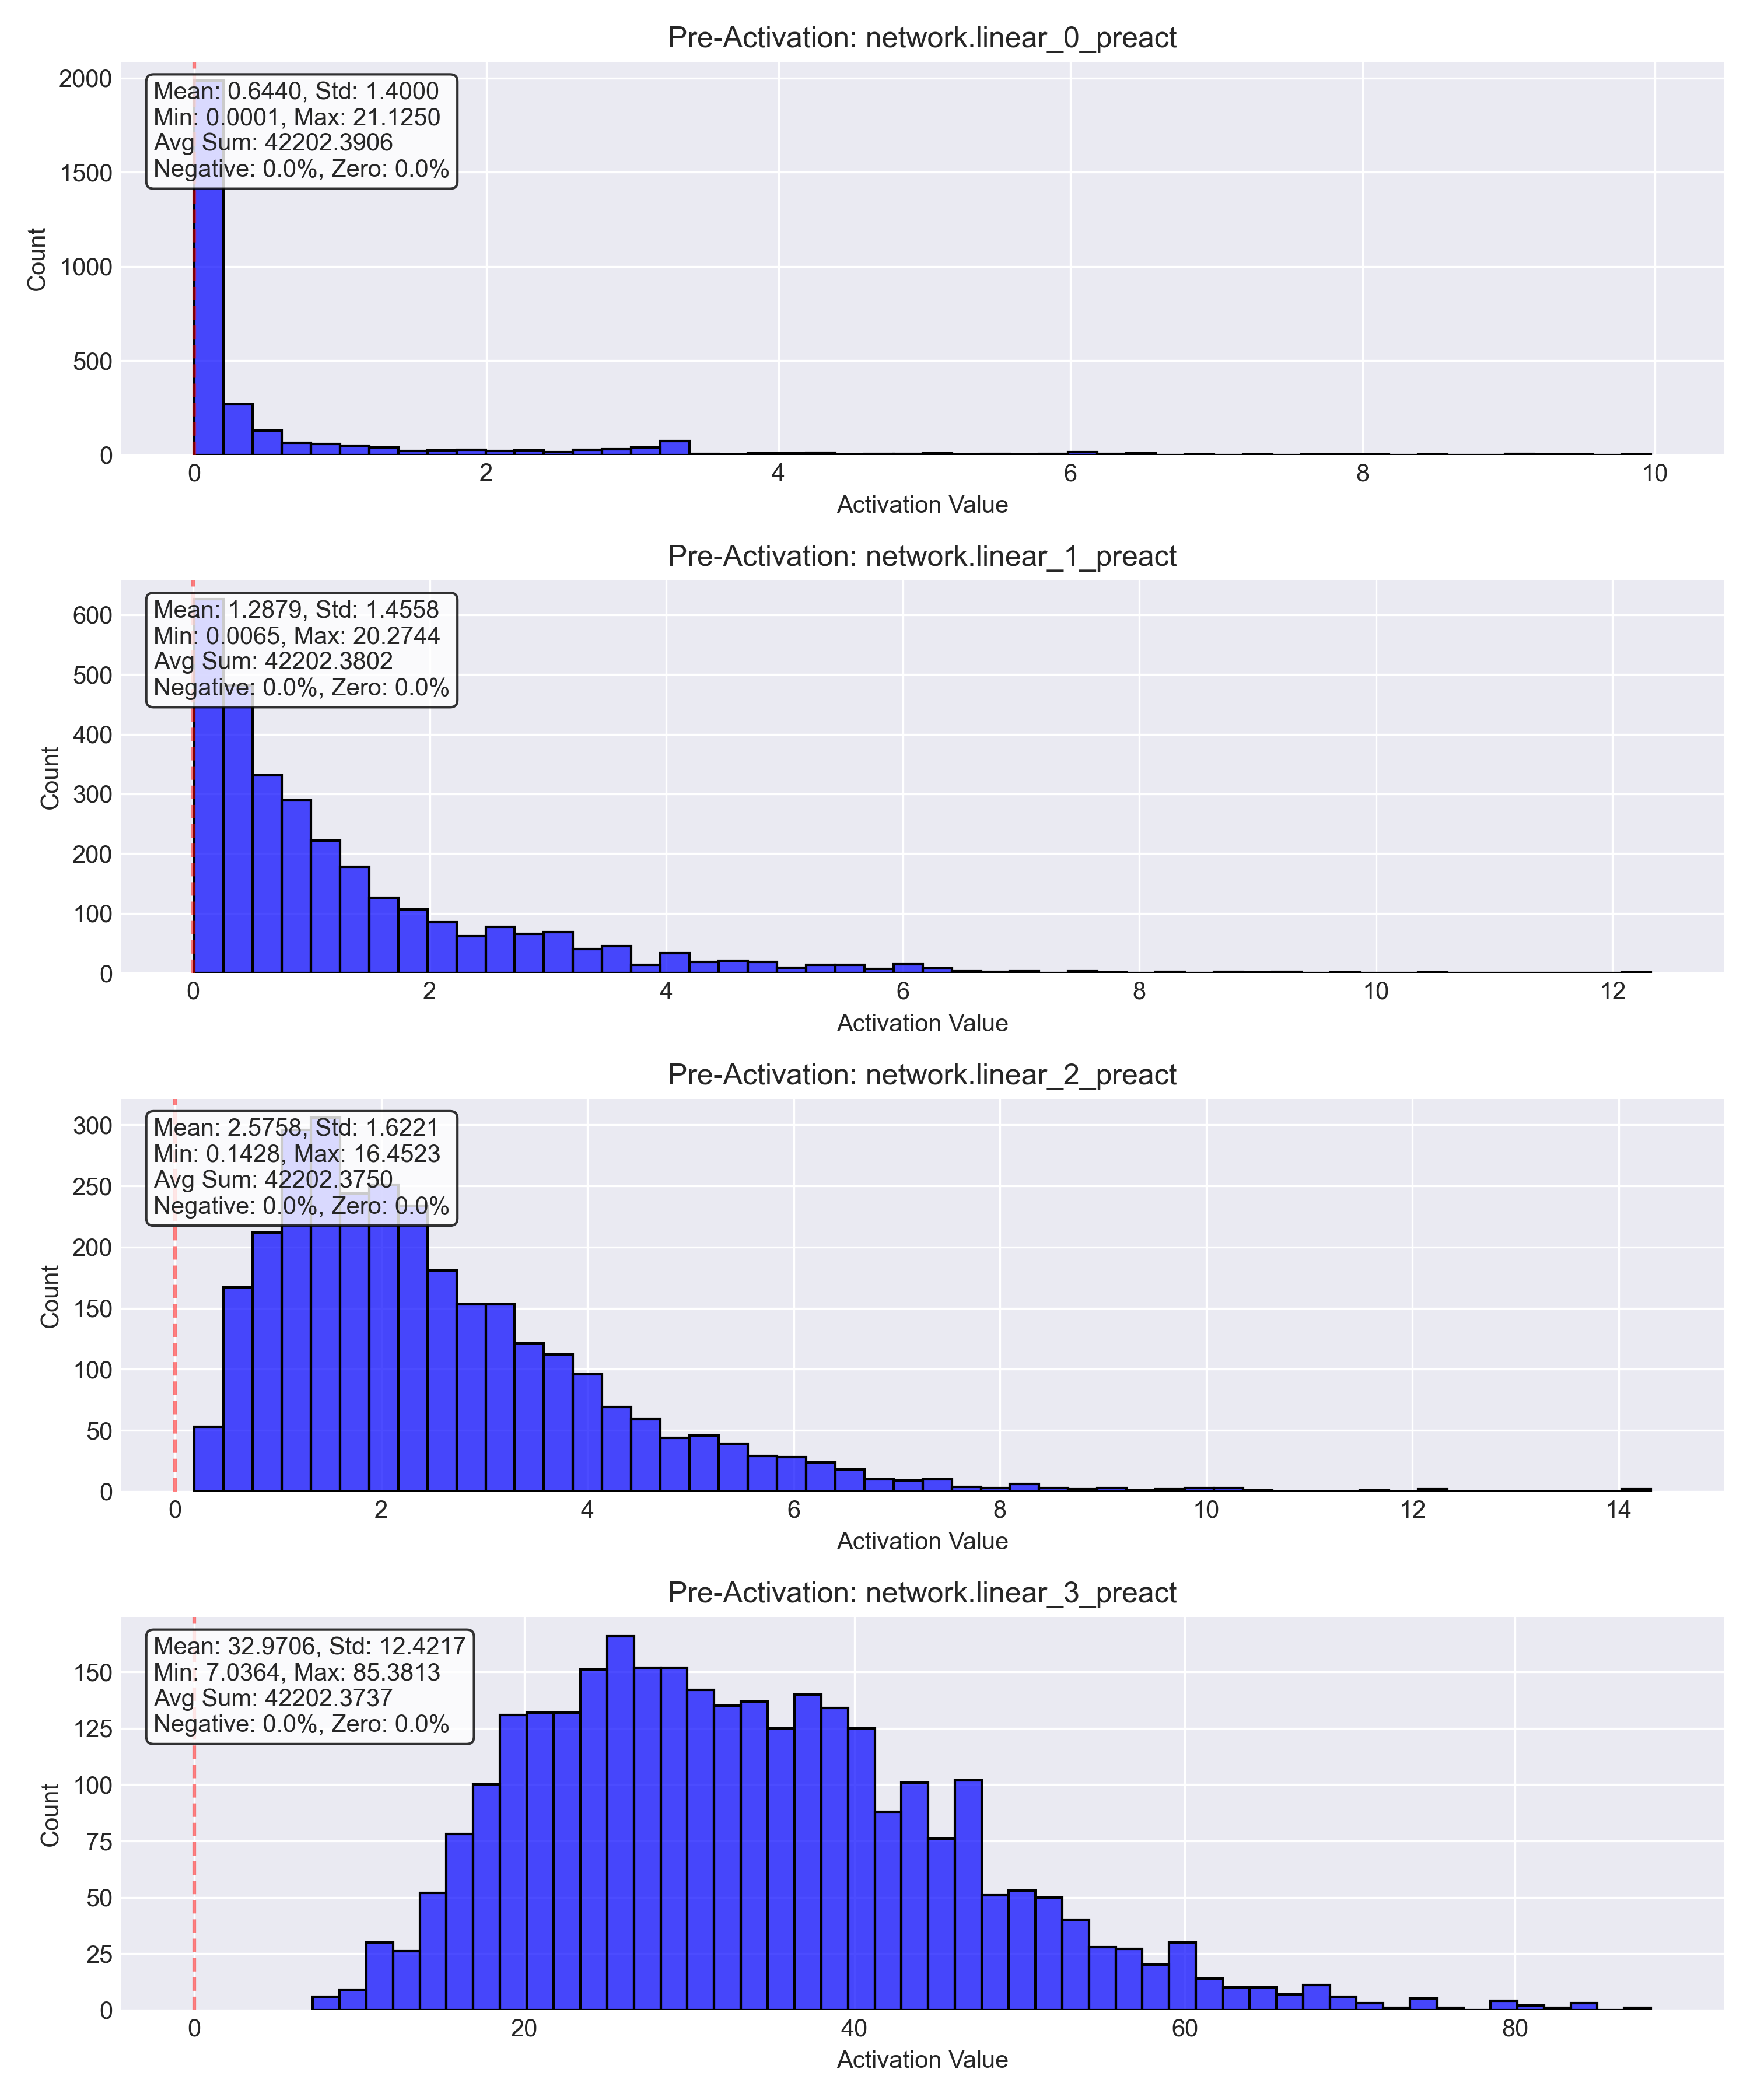 Pre-Activation: network.linear_0_preact
Mean: 0.6440, Std: 1.4000
Min: 0.0001, Max: 21.1250
Avg Sum: 42202.3906
Negative: 0.0%, Zero: 0.0%
2000
1500
1000
500
0
Count
0 2 4 6 8 10
Activation Value
Pre-Activation: network.linear_1_preact
Mean: 1.2879, Std: 1.4558
Min: 0.0065, Max: 20.2744
Avg Sum: 42202.3802
Negative: 0.0%, Zero: 0.0%
600
500
400
300
200
100
0
Count
0 2 4 6 8 10 12
Activation Value
Pre-Activation: network.linear_2_preact
Mean: 2.5758, Std: 1.6221
Min: 0.1428, Max: 16.4523
Avg Sum: 42202.3750
Negative: 0.0%, Zero: 0.0%
300
250
200
150
100
50
0
Count
0 2 4 6 8 10 12 14
Activation Value
Pre-Activation: network.linear_3_preact
Mean: 32.9706, Std: 12.4217
Min: 7.0364, Max: 85.3813
Avg Sum: 42202.3737
Negative: 0.0%, Zero: 0.0%
150
125
100
75
50
25
0
Count
0 20 40 60 80
Activation Value